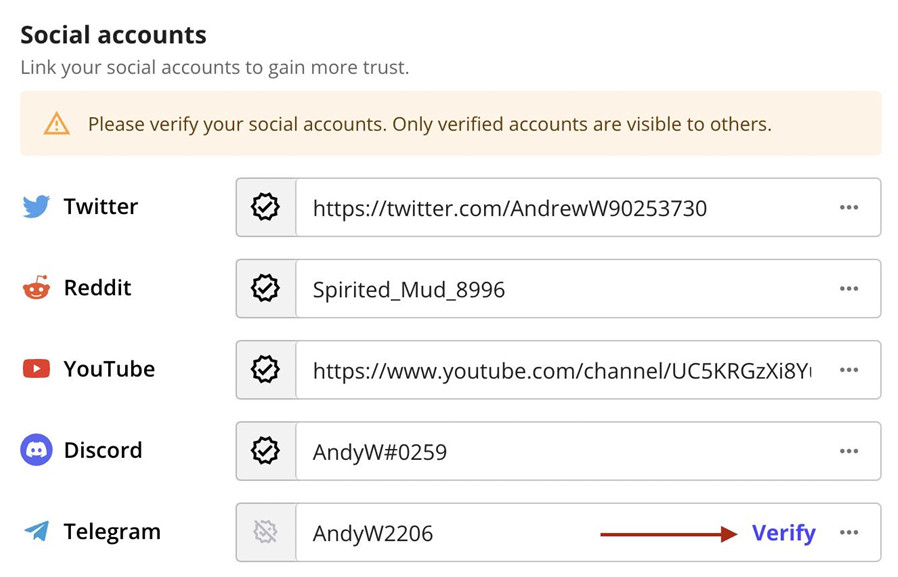 Social accounts
Link your social accounts to gain more trust.
Please verify your social accounts. Only verified accounts are visible to others.
Twitter https://twitter.com/AndrewW90253730
Reddit Spirited_Mud_8996
YouTube https://www.youtube.com/channel/UC5KRGzXi8Y
Discord AndyW#0259
Telegram AndyW2206 Verify